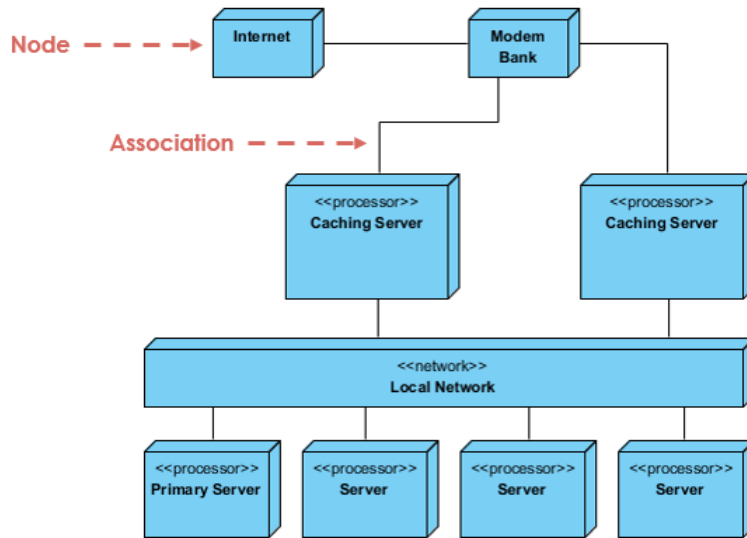 Node
Internet
Modem
Bank
Association
<<processor>>
Caching Server
<<processor>>
Caching Server
<<network>>
Local Network
<<processor>>
Primary Server
<<processor>>
Server
<<processor>>
Server
<<processor>>
Server